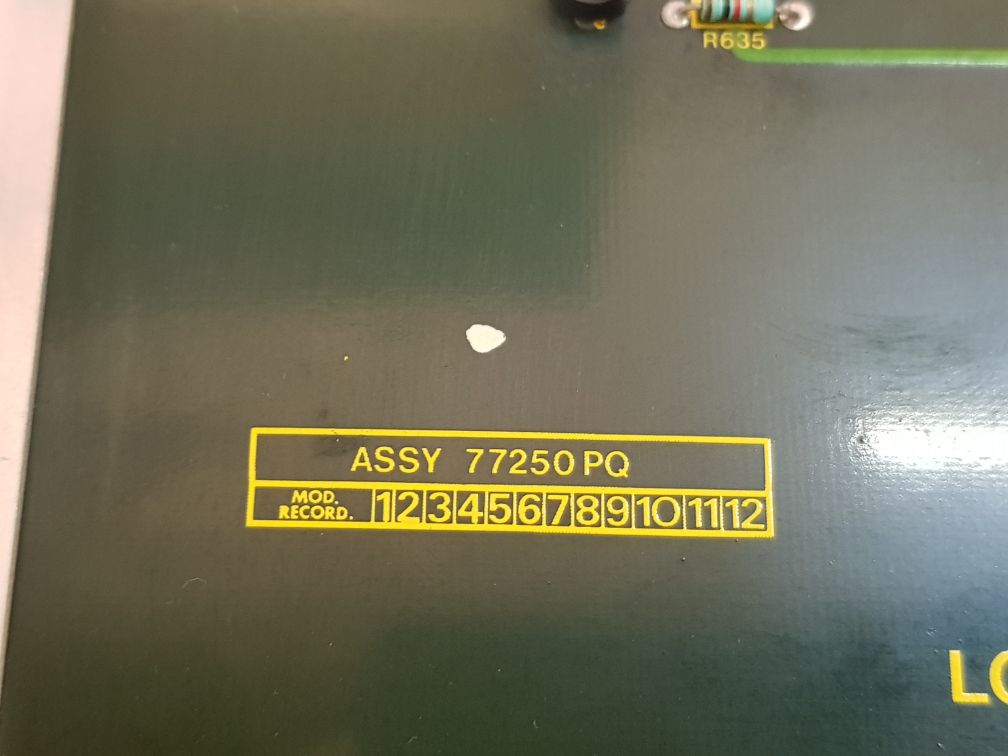 R635
ASSY 77250 PQ
MOD. RECORD. 1 2 3 4 5 6 7 8 9 10 11 12